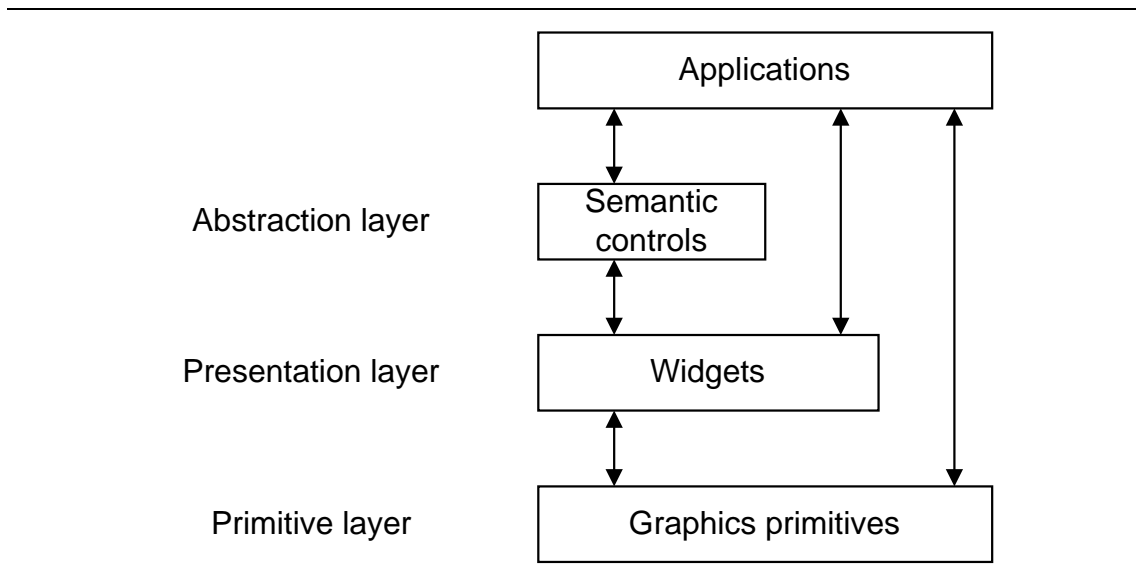 Applications
Abstraction layer
Semantic
controls
Presentation layer
Widgets
Primitive layer
Graphics primitives